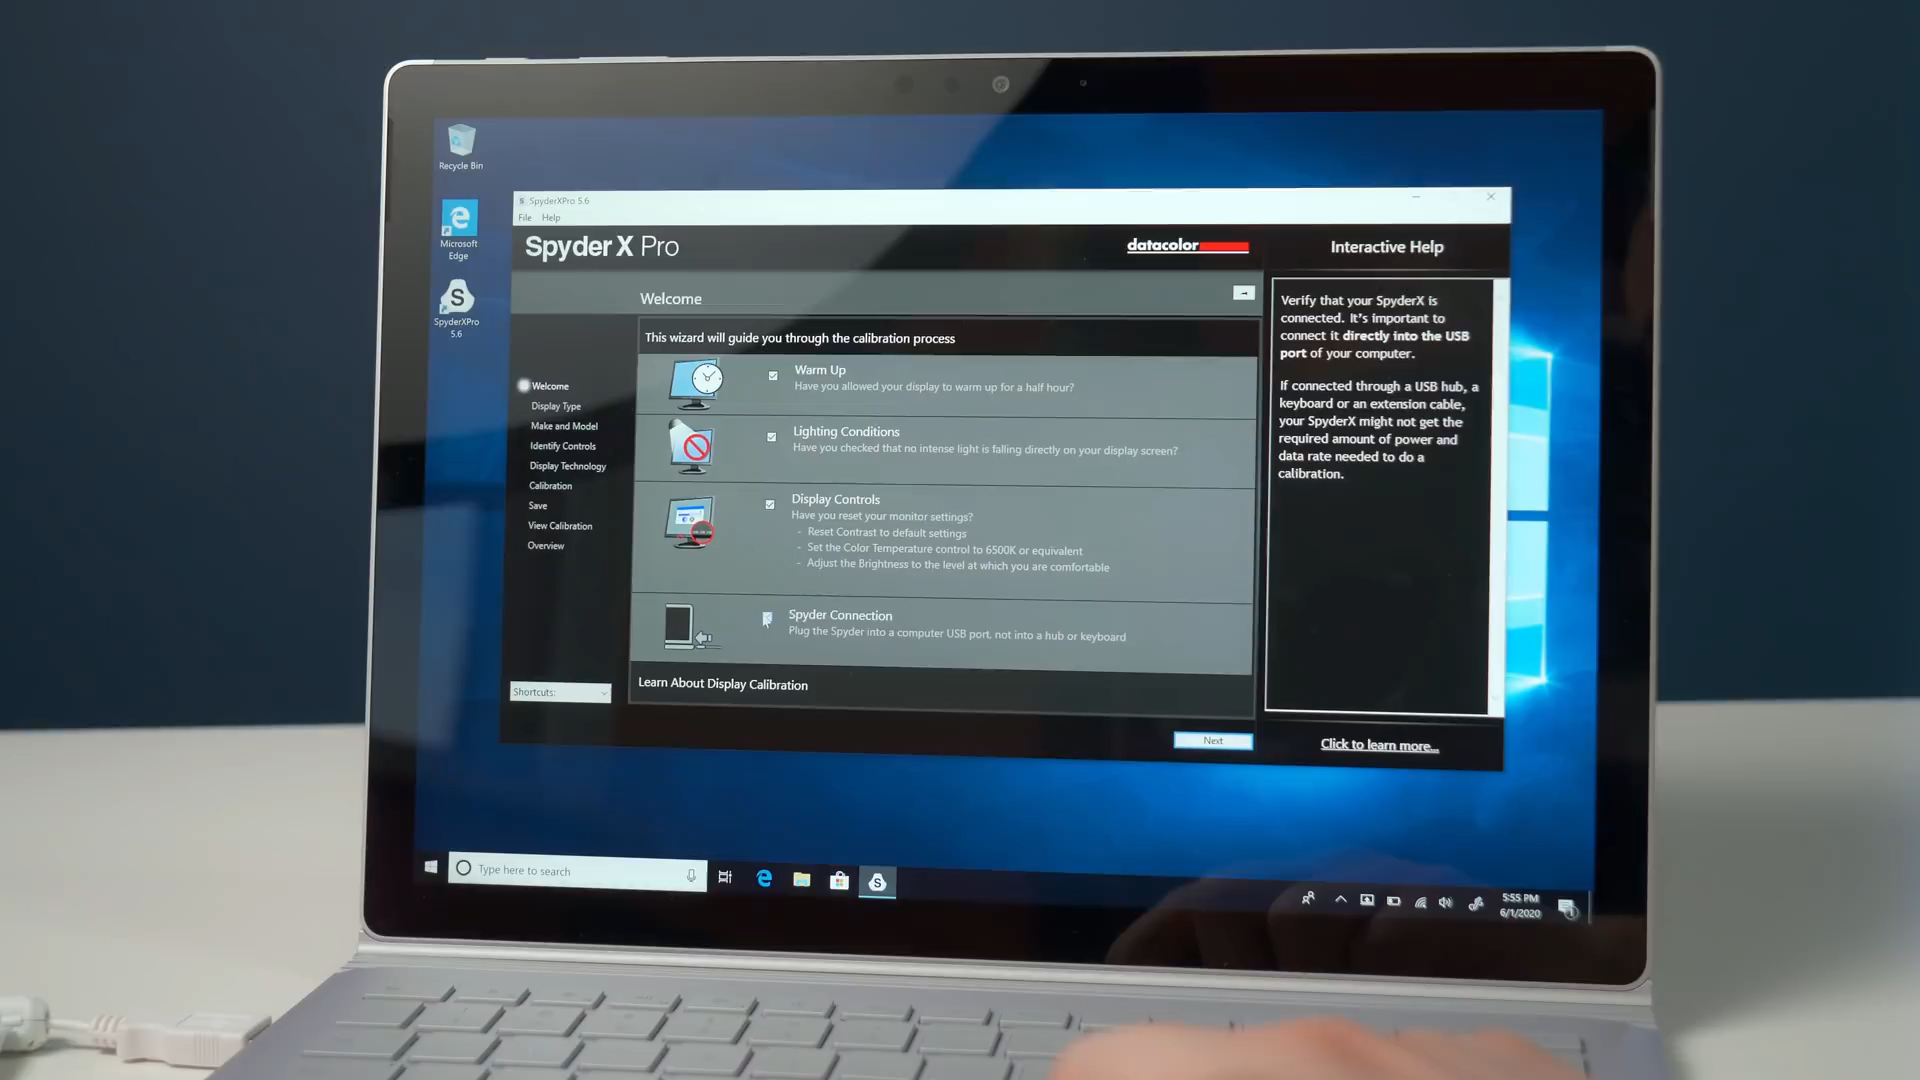 Recycle Bin
Microsoft
Edge
S
SpyderXPro
5.6
S SpyderXPro 5.6
File Help
Spyder X Pro
datacolor
Interactive Help
Welcome
This wizard will guide you through the calibration process
Warm Up
Have you allowed your display to warm up for a half hour?
Lighting Conditions
Have you checked that no intense light is falling directly on your display screen?
Display Controls
Have you reset your monitor settings?
- Reset Contrast to default settings
- Set the Color Temperature control to 6500K or equivalent
- Adjust the Brightness to the level at which you are comfortable
Spyder Connection
Plug the Spyder into a computer USB port, not into a hub or keyboard
Learn About Display Calibration
Welcome
Display Type
Make and Model
Identify Controls
Display Technology
Calibration
Save
View Calibration
Overview
Shortcuts:
Next
Verify that your SpyderX is
connected. It's important to
connect it directly into the USB
port of your computer.
If connected through a USB hub, a
keyboard or an extension cable,
your SpyderX might not get the
required amount of power and
data rate needed to do a
calibration.
Click to learn more...
Type here to search
S
5:55 PM
6/1/2020
1